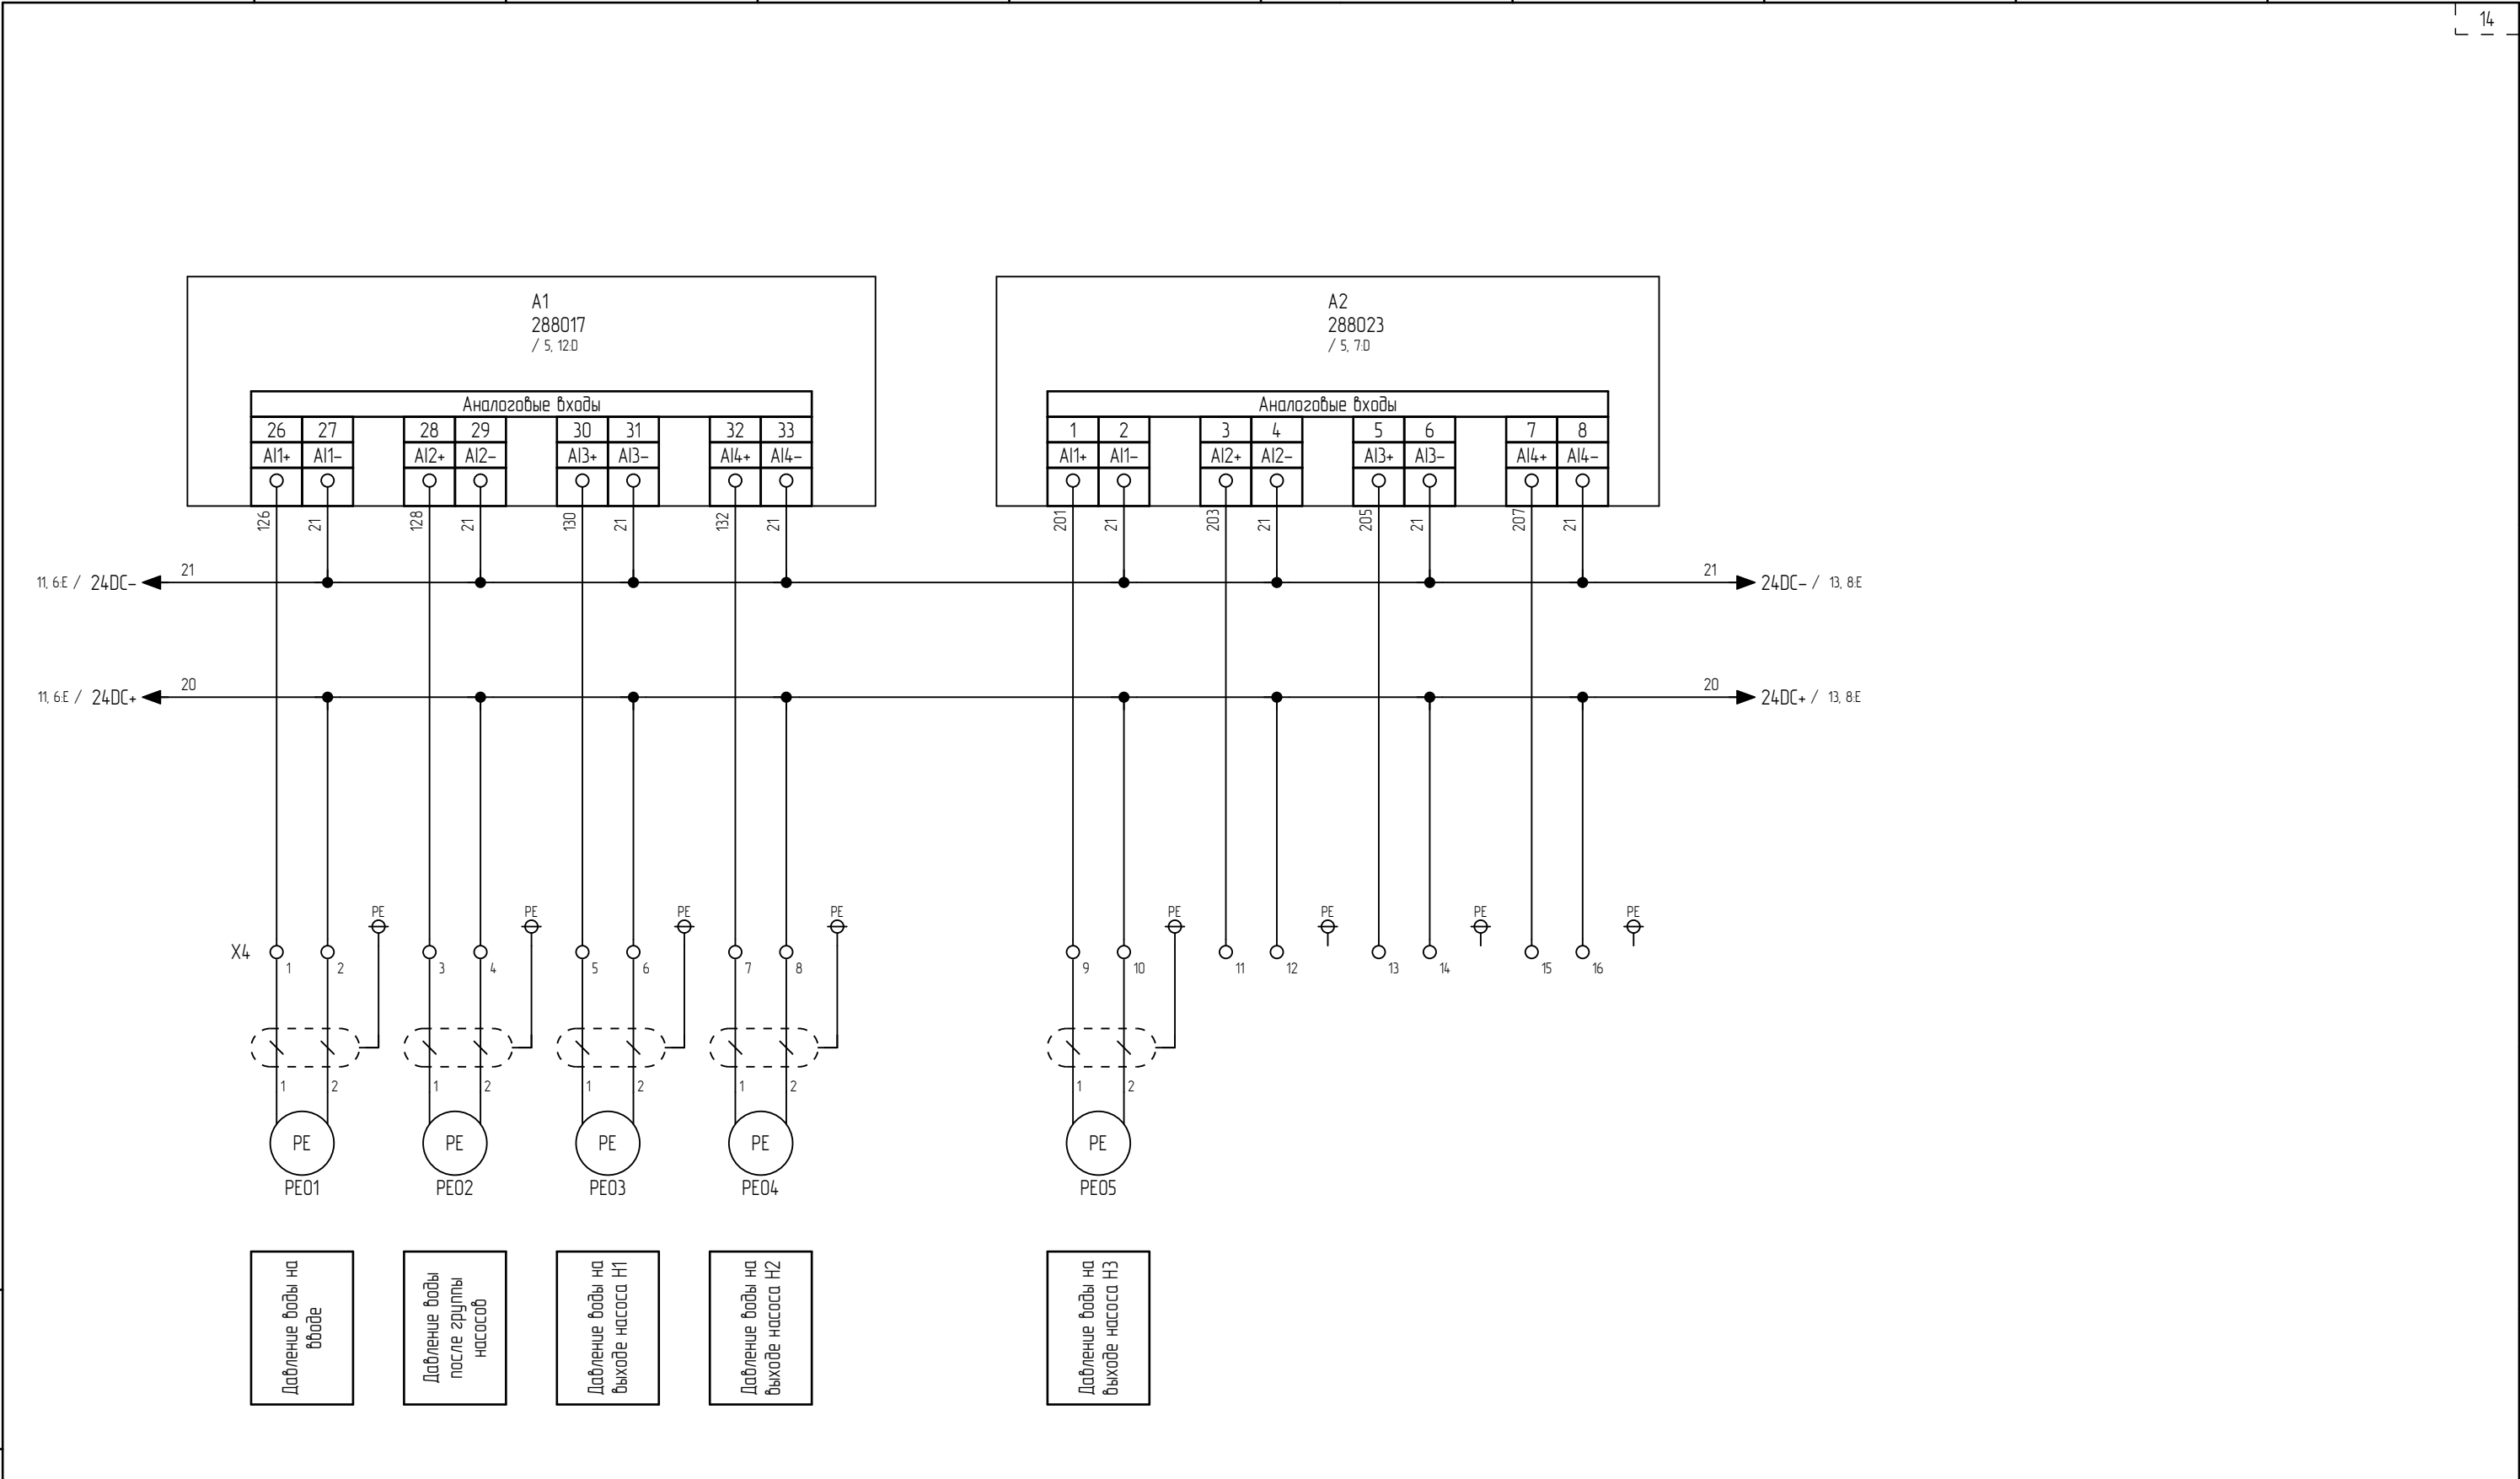 14
A1
288017
/ 5, 12:D
A2
288023
/ 5, 7:D
Аналоговые входы
Аналоговые входы
26 27 28 29 30 31 32 33
1 2 3 4 5 6 7 8
AI1+ AI1- AI2+ AI2- AI3+ AI3- AI4+ AI4-
AI1+ AI1- AI2+ AI2- AI3+ AI3- AI4+ AI4-
126 21 128 21 130 21 132 21
201 21 203 21 205 21 207 21
11, 6:E / 24DC- 21
21 24DC- / 13, 8:E
11, 6:E / 24DC+ 20
20 24DC+ / 13, 8:E
PE PE PE PE PE PE PE PE
X4 1 2 3 4 5 6 7 8 9 10 11 12 13 14 15 16
1 2 1 2 1 2 1 2 1 2
PE PE PE PE PE
PE01 PE02 PE03 PE04 PE05
Давление воды на
вводе
Давление воды
после группы
насосов
Давление воды на
выходе насоса Н1
Давление воды на
выходе насоса Н2
Давление воды на
выходе насоса Н3